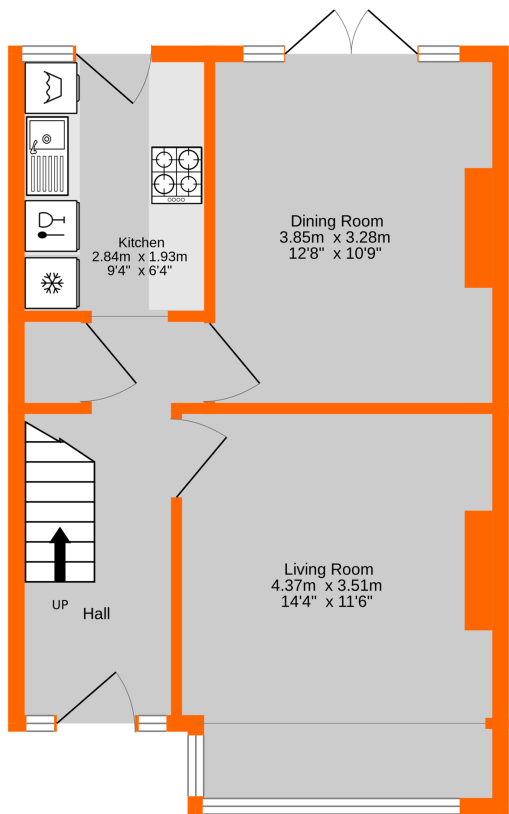 Kitchen
2.84m x 1.93m
9'4" x 6'4"
Dining Room
3.85m x 3.28m
12'8" x 10'9"
Living Room
4.37m x 3.51m
14'4" x 11'6"
UP
Hall